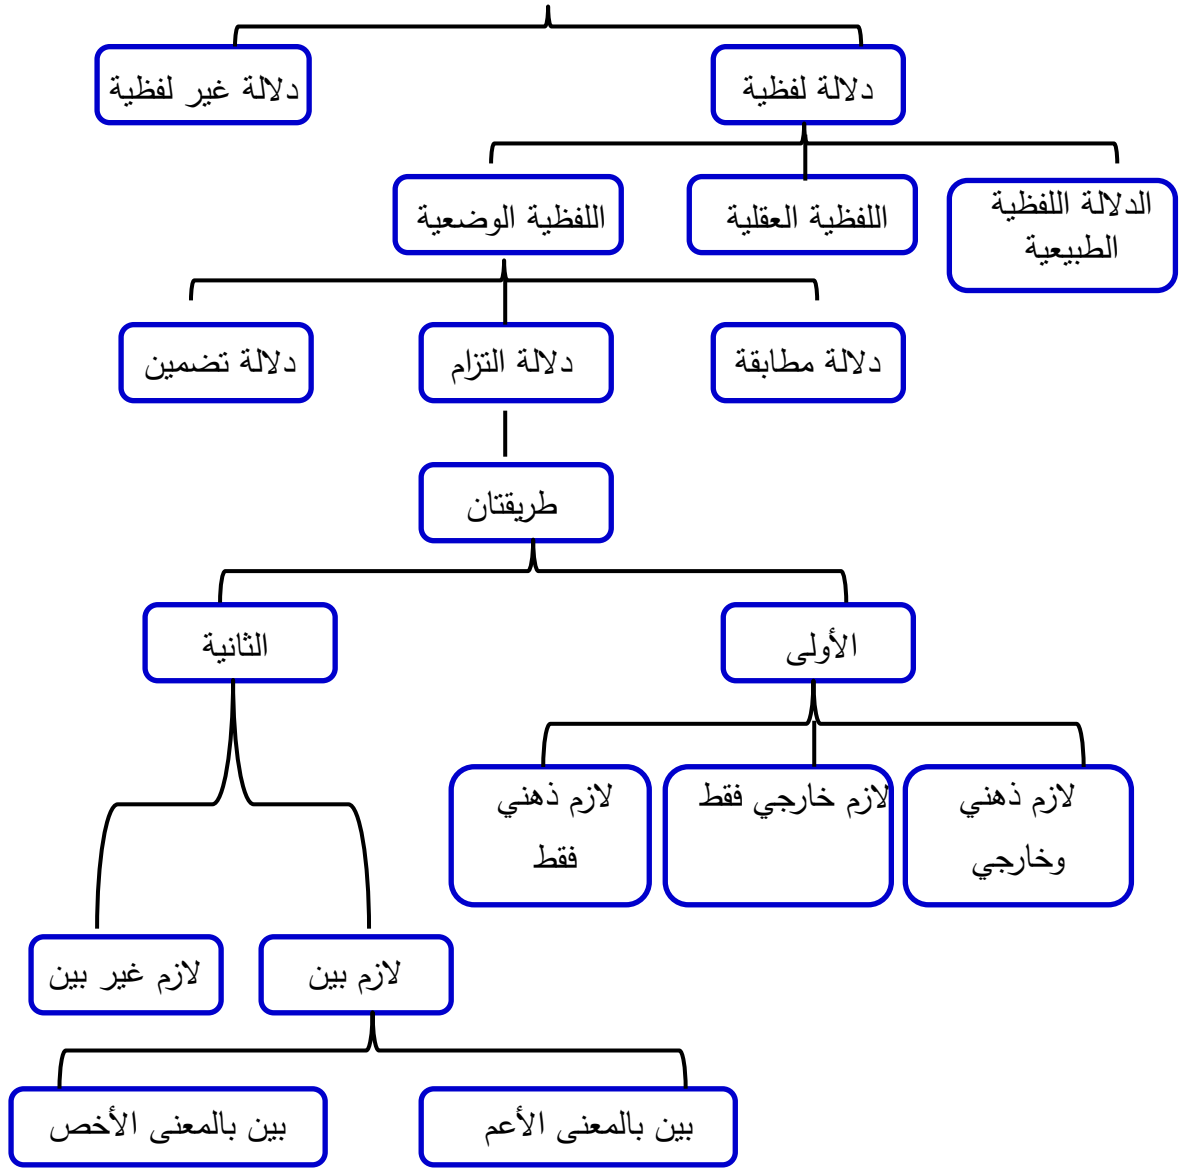 دلالة لفظية
دلالة غير لفظية
الدلالة اللفظية
الطبيعية
اللفظية العقلية
اللفظية الوضعية
دلالة مطابقة
دلالة التزام
دلالة تضمين
طريقتان
الأولى
الثانية
لازم ذهني
وخارجي
لازم خارجي فقط
لازم ذهني
فقط
لازم بين
لازم غير بين
بين بالمعنى الأعم
بين بالمعنى الأخص